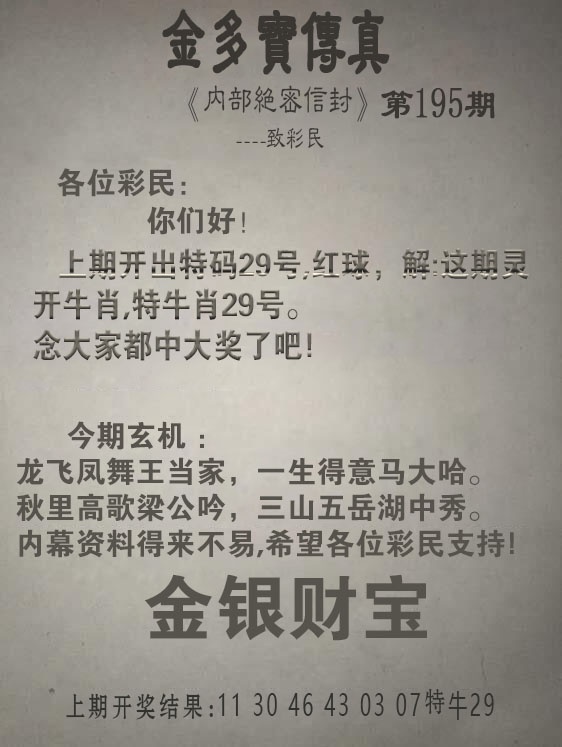 金多寶傳真
《内部絶密信封》第195期
----致彩民
各位彩民:
你们好!
上期开出特码29号,红球，解:这期灵
开牛肖,特牛肖29号。
念大家都中大奖了吧!
今期玄机：
龙飞凤舞王当家，一生得意马大哈。
秋里高歌梁公吟，三山五岳湖中秀。
内幕资料得来不易,希望各位彩民支持!
金银财宝
上期开奖结果:11 30 46 43 03 07特牛29